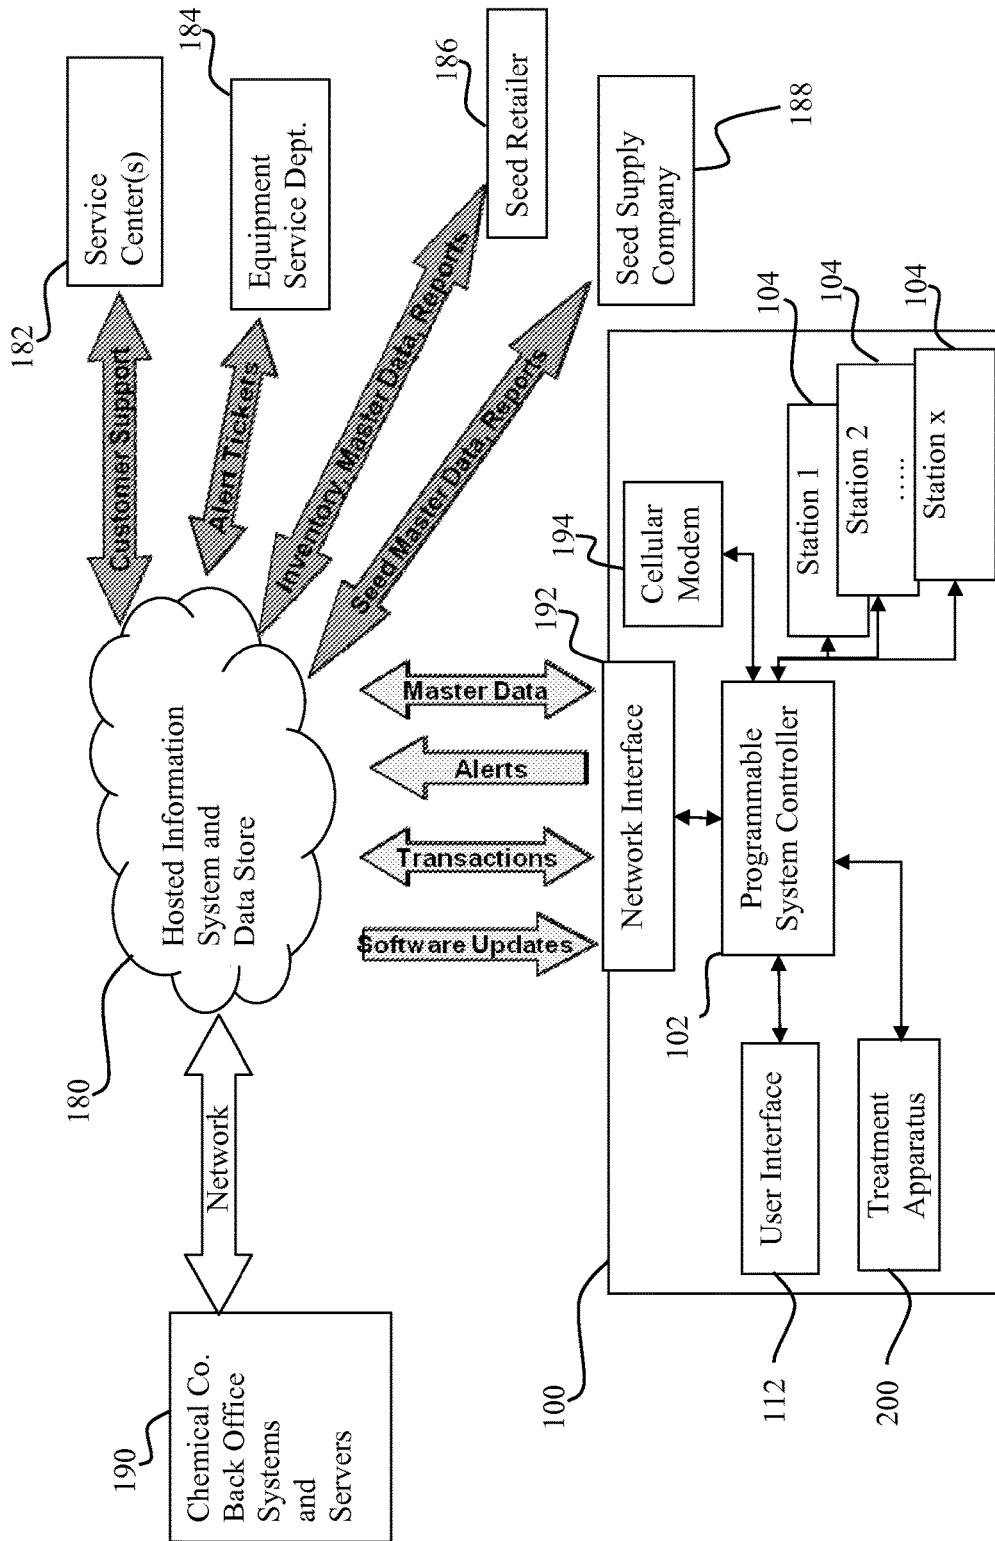 190
Chemical Co.
Back Office
Systems
and
Servers
Network
180
Hosted Information
System and
Data Store
Customer Support
Alert Tickets
Inventory, Master Data, Reports
Seed Master Data, Reports
182
Service
Center(s)
184
Equipment
Service Dept.
186
Seed Retailer
188
Seed Supply
Company
Software Updates
Transactions
Alerts
Master Data
100
192
Network Interface
194
Cellular
Modem
102
Programmable
System Controller
112
User Interface
200
Treatment
Apparatus
104
Station 1
104
Station 2
.....
104
Station x